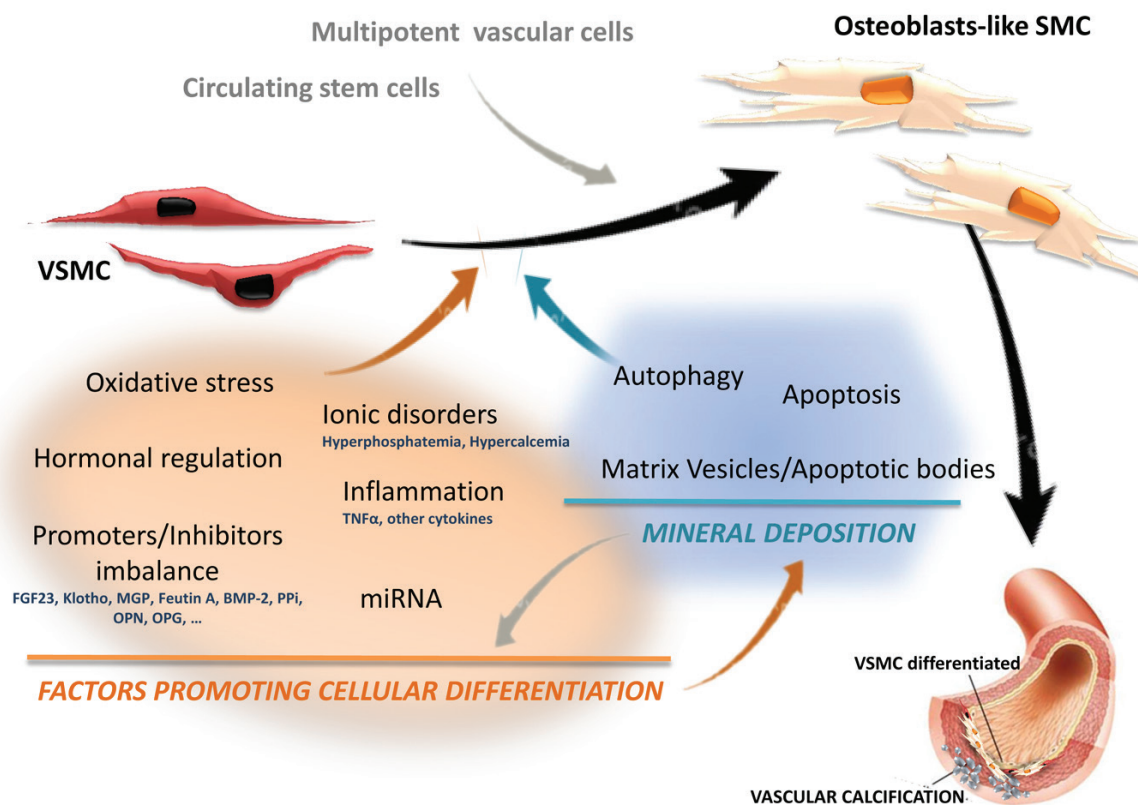 Multipotent vascular cells
Circulating stem cells
Osteoblasts-like SMC
VSMC
Oxidative stress
Hormonal regulation
Promoters/Inhibitors
imbalance
FGF23, Klotho, MGP, Feutin A, BMP-2, PPi,
OPN, OPG, ...
Ionic disorders
Hyperphosphatemia, Hypercalcemia
Inflammation
TNFα, other cytokines
miRNA
FACTORS PROMOTING CELLULAR DIFFERENTIATION
Autophagy
Apoptosis
Matrix Vesicles/Apoptotic bodies
MINERAL DEPOSITION
VSMC differentiated
VASCULAR CALCIFICATION